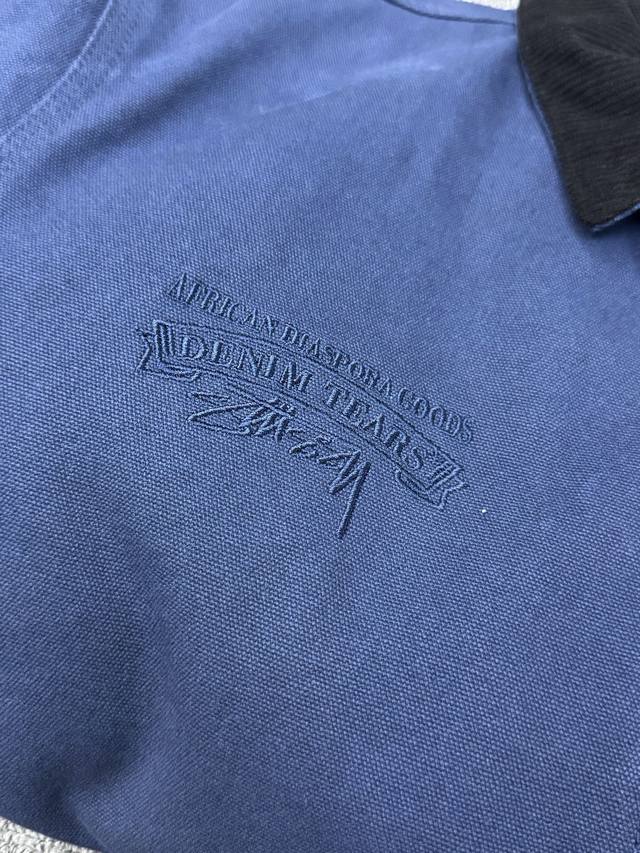 AFRICAN DIASPORA GOODS
DENIM TEARS
Stüssy